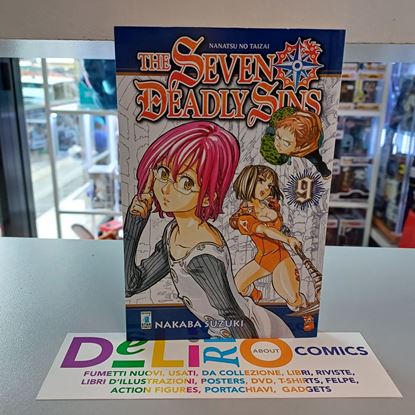 NANATSU NO TAIZAI
THE SEVEN
DEADLY SINS
9
NAKABA SUZUKI
DeLiRiO ABOUT COMICS
FUMETTI NUOVI, USATI, DA COLLEZIONE, LIBRI, RIVISTE,
LIBRI D'ILLUSTRAZIONI, POSTERS, DVD, T-SHIRTS, FELPE,
ACTION FIGURES, PORTACHIAVI, GADGETS